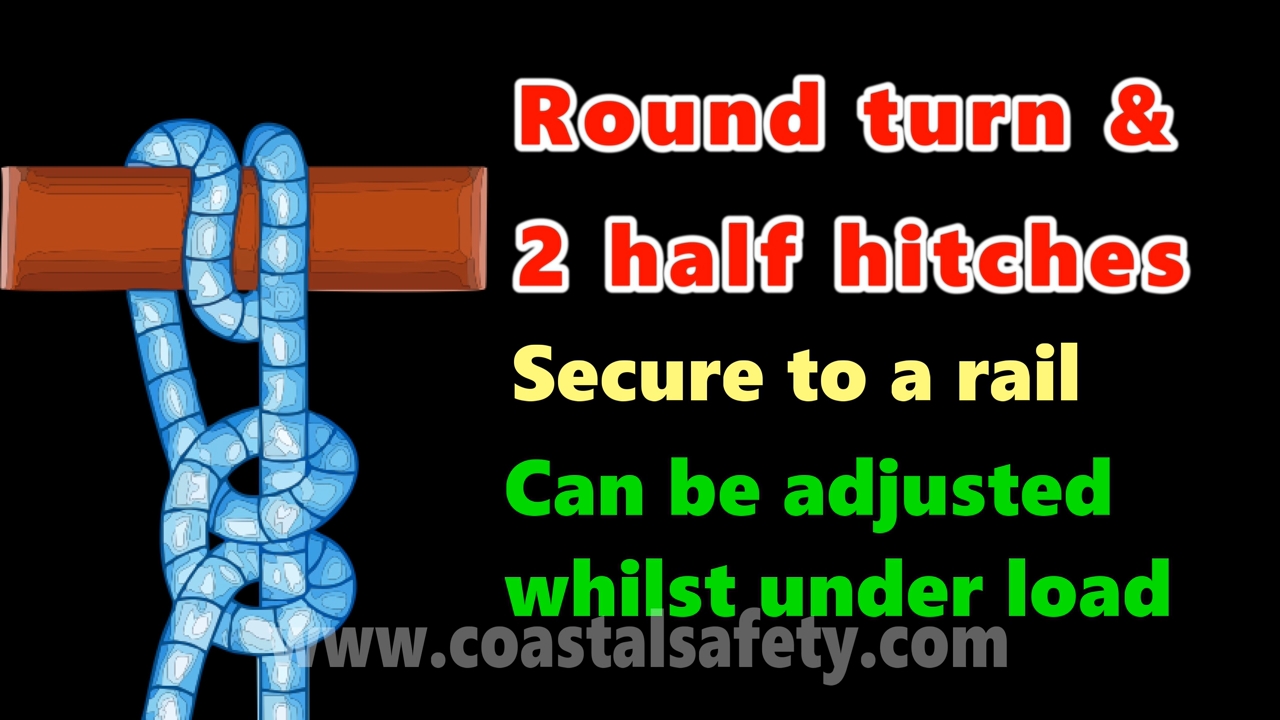 Round turn &
2 half hitches
Secure to a rail
Can be adjusted
whilst under load
www.coastalsafety.com